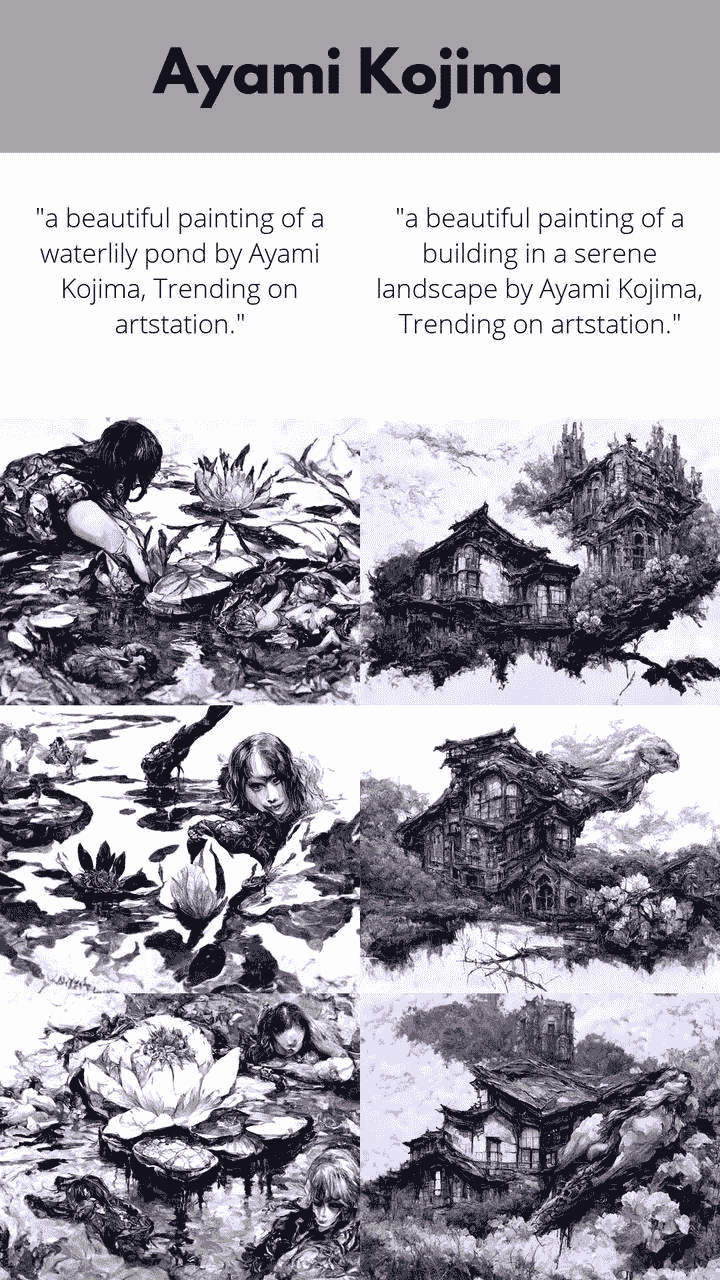 Ayami Kojima
"a beautiful painting of a
waterlily pond by Ayami
Kojima, Trending on
artstation."
"a beautiful painting of a
building in a serene
landscape by Ayami Kojima,
Trending on artstation."